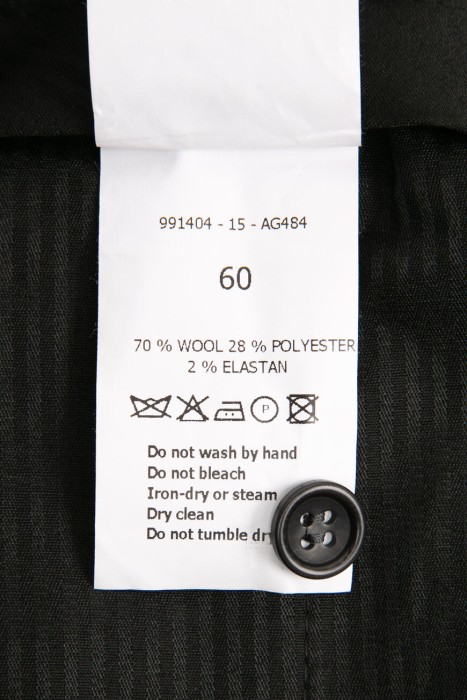 991404 - 15 - AG484
60
70 % WOOL 28 % POLYESTER
2 % ELASTAN
P
Do not wash by hand
Do not bleach
Iron-dry or steam
Dry clean
Do not tumble dry